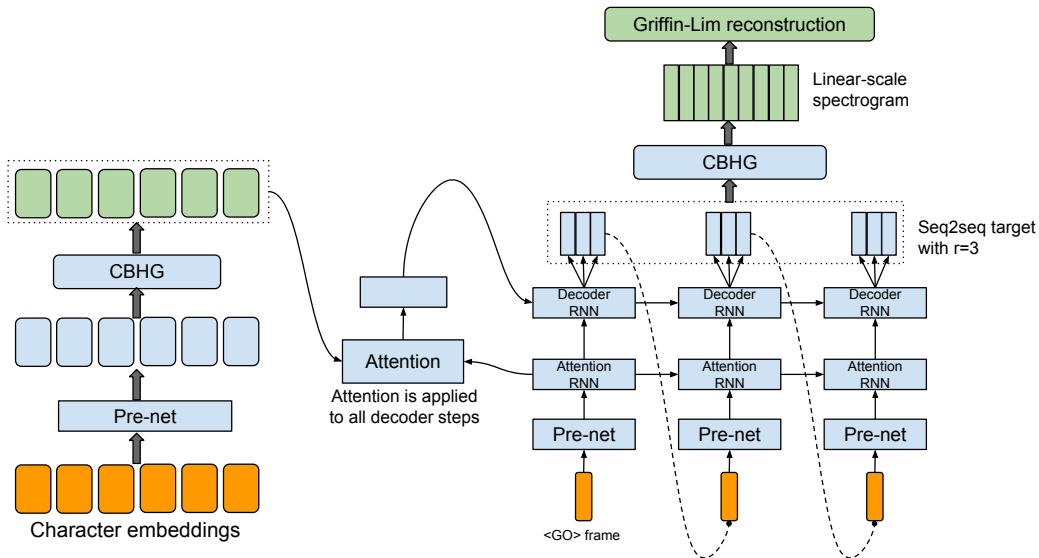 Griffin-Lim reconstruction
Linear-scale
spectrogram
CBHG
Seq2seq target
with r=3
CBHG
Decoder
RNN
Decoder
RNN
Decoder
RNN
Attention
Attention is applied
to all decoder steps
Attention
RNN
Attention
RNN
Attention
RNN
Pre-net
Pre-net
Pre-net
Pre-net
Character embeddings
<GO> frame